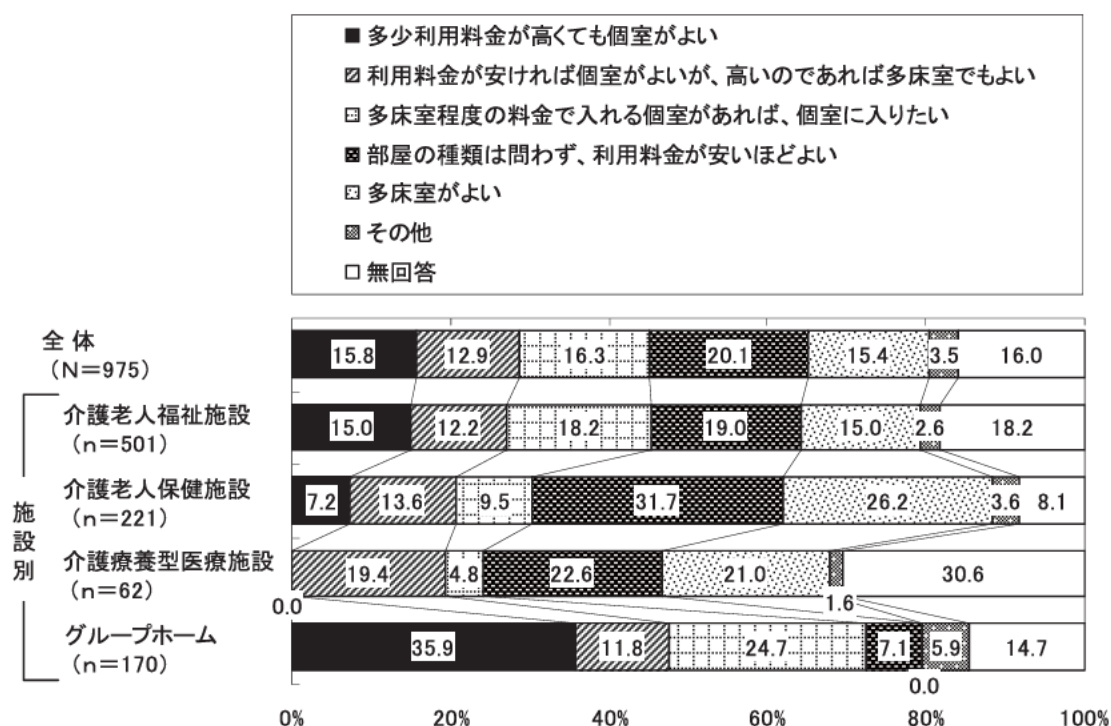 ■ 多少利用料金が高くても個室がよい
利用料金が安ければ個室がよいが、高いのであれば多床室でもよい
多床室程度の料金で入れる個室があれば、個室に入りたい
部屋の種類は問わず、利用料金が安いほどよい
多床室がよい
その他
□ 無回答
全 体
（N＝975）
15.8 12.9 16.3 20.1 15.4 3.5 16.0
施設別
介護老人福祉施設
（n＝501）
15.0 12.2 18.2 19.0 15.0 2.6 18.2
介護老人保健施設
（n＝221）
7.2 13.6 9.5 31.7 26.2 3.6 8.1
介護療養型医療施設
（n＝62）
0.0 19.4 4.8 22.6 21.0 1.6 30.6
グループホーム
（n＝170）
35.9 11.8 24.7 7.1 0.0 5.9 14.7
0% 20% 40% 60% 80% 100%